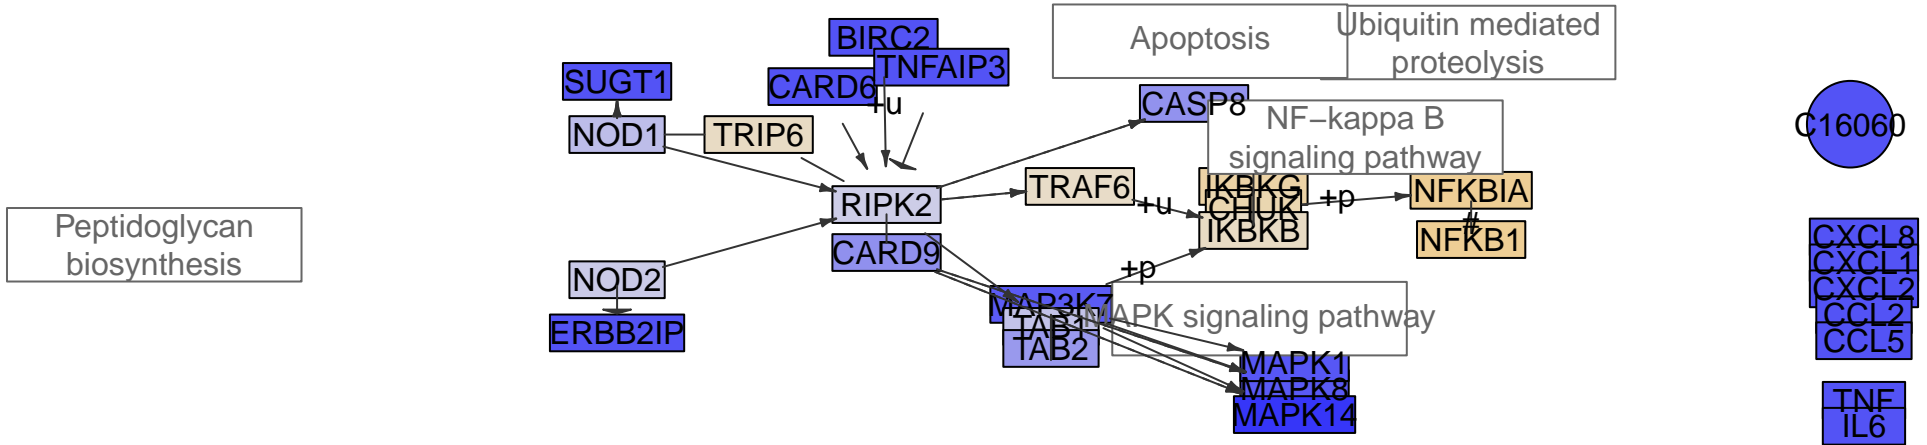 Peptidoglycan
biosynthesis
SUGT1
NOD1
TRIP6
NOD2
ERBB2IP
BIRC2
TNFAIP3
CARD6
+u
RIPK2
CARD9
Apoptosis
Ubiquitin mediated
proteolysis
CASP8
NF−kappa B
signaling pathway
TRAF6
+u
IKBKG
CHUK
IKBKB
+p
NFKBIA
#
NFKB1
+p
MAP3K7
TAB1
TAB2
MAPK signaling pathway
MAPK1
MAPK8
MAPK14
C16060
CXCL8
CXCL1
CXCL2
CCL2
CCL5
TNF
IL6